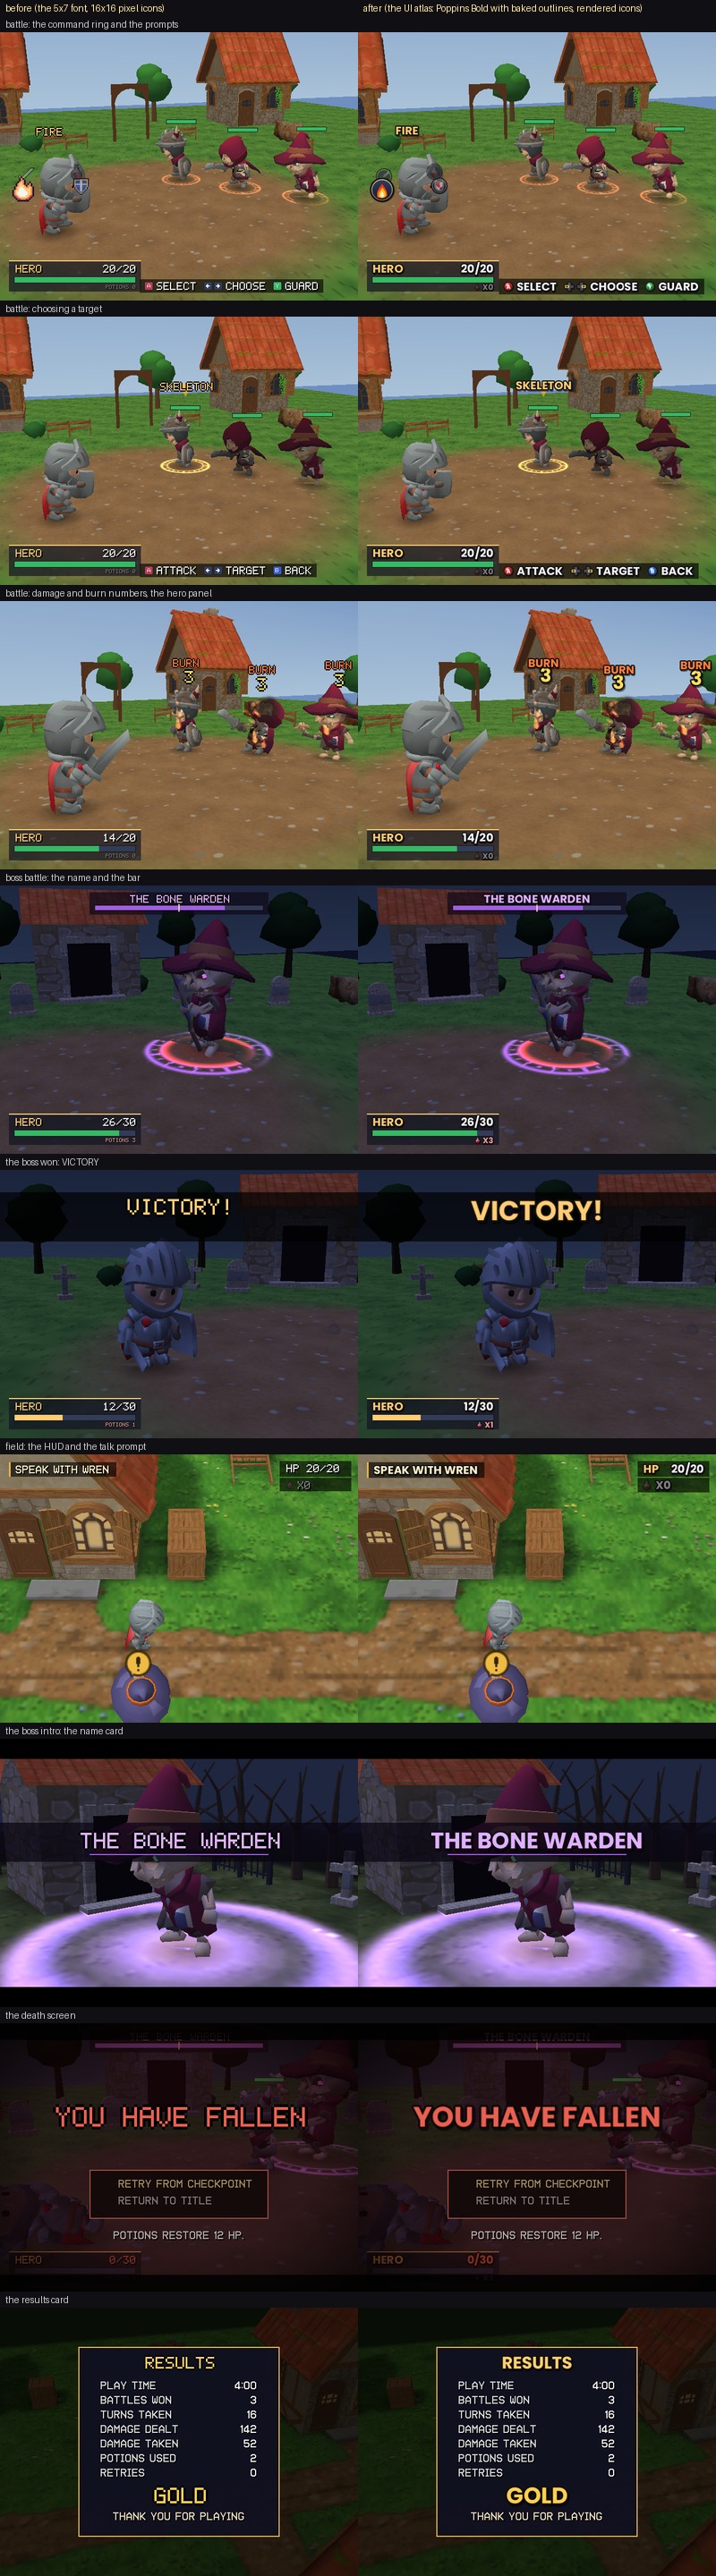 before (the 5x7 font, 16x16 pixel icons)
after (the UI atlas: Poppins Bold with baked outlines, rendered icons)
battle: the command ring and the prompts
FIRE
HERO 20/20
POTIONS 0
A SELECT CHOOSE Y GUARD
FIRE
HERO 20/20
X0
A SELECT CHOOSE Y GUARD
battle: choosing a target
SKELETON
HERO 20/20
POTIONS 0
A ATTACK TARGET B BACK
SKELETON
HERO 20/20
X0
A ATTACK TARGET B BACK
battle: damage and burn numbers, the hero panel
BURN
3
BURN
3
BURN
3
HERO 14/20
POTIONS 0
BURN
3
BURN
3
BURN
3
HERO 14/20
X0
boss battle: the name and the bar
THE BONE WARDEN
HERO 26/30
POTIONS 3
THE BONE WARDEN
HERO 26/30
X3
the boss won: VICTORY
VICTORY!
HERO 12/30
POTIONS 1
VICTORY!
HERO 12/30
X1
field: the HUD and the talk prompt
SPEAK WITH WREN
HP 20/20
X0
!
SPEAK WITH WREN
HP 20/20
X0
!
the boss intro: the name card
THE BONE WARDEN
THE BONE WARDEN
the death screen
THE BONE WARDEN
YOU HAVE FALLEN
RETRY FROM CHECKPOINT
RETURN TO TITLE
POTIONS RESTORE 12 HP.
HERO 0/30
THE BONE WARDEN
YOU HAVE FALLEN
RETRY FROM CHECKPOINT
RETURN TO TITLE
POTIONS RESTORE 12 HP.
HERO 0/30
the results card
RESULTS
PLAY TIME 4:00
BATTLES WON 3
TURNS TAKEN 16
DAMAGE DEALT 142
DAMAGE TAKEN 52
POTIONS USED 2
RETRIES 0
GOLD
THANK YOU FOR PLAYING
RESULTS
PLAY TIME 4:00
BATTLES WON 3
TURNS TAKEN 16
DAMAGE DEALT 142
DAMAGE TAKEN 52
POTIONS USED 2
RETRIES 0
GOLD
THANK YOU FOR PLAYING